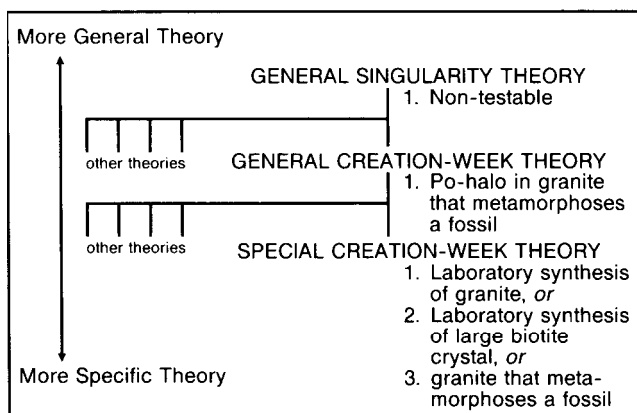 More General Theory
GENERAL SINGULARITY THEORY
1. Non-testable
other theories
GENERAL CREATION-WEEK THEORY
1. Po-halo in granite
that metamorphoses
a fossil
other theories
SPECIAL CREATION-WEEK THEORY
1. Laboratory synthesis
of granite, or
2. Laboratory synthesis
of large biotite
crystal, or
3. granite that meta-
morphoses a fossil
More Specific Theory